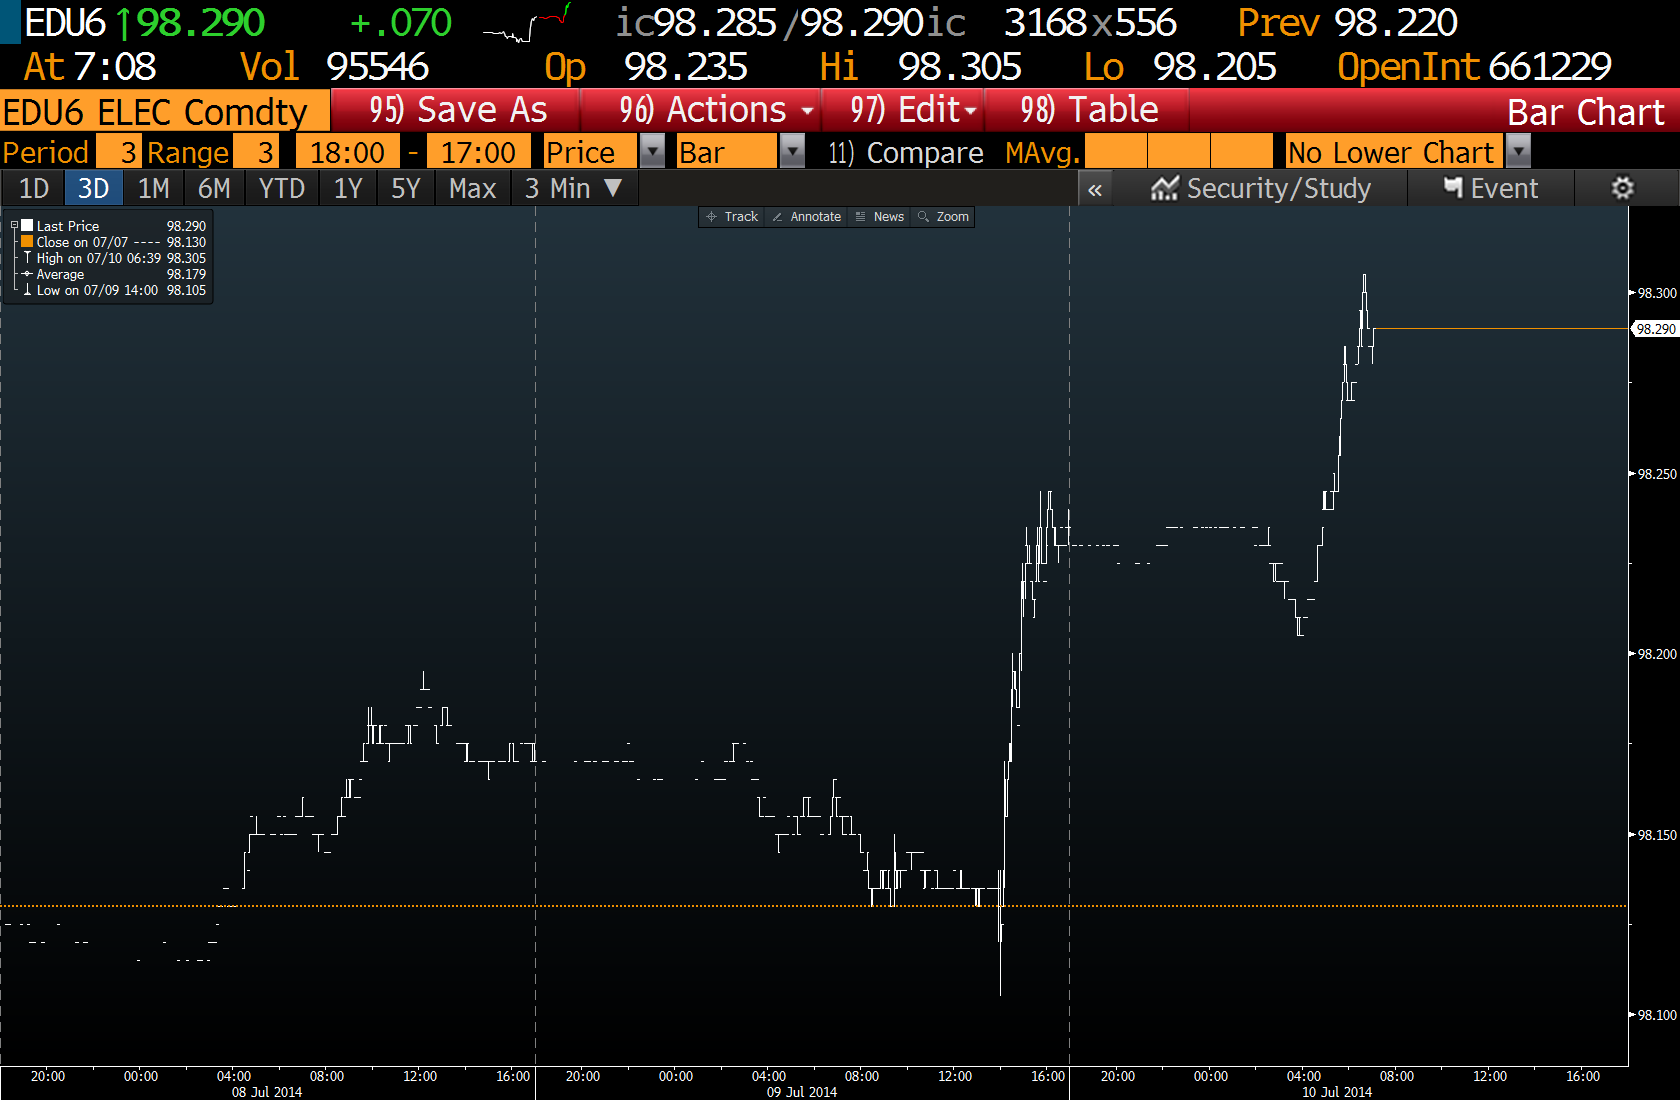 EDU6 ↑98.290 +.070 ic98.285/98.290ic 3168x556 Prev 98.220
At 7:08 Vol 95546 Op 98.235 Hi 98.305 Lo 98.205 OpenInt 661229
EDU6 ELEC Comdty 95) Save As 96) Actions 97) Edit 98) Table Bar Chart
Period 3 Range 3 18:00 - 17:00 Price Bar 11) Compare MAvg. No Lower Chart
1D 3D 1M 6M YTD 1Y 5Y Max 3 Min ▼ « Security/Study Event
Track Annotate News Zoom
Last Price 98.290
Close on 07/07 ---- 98.130
High on 07/10 06:39 98.305
Average 98.179
Low on 07/09 14:00 98.105
98.300
98.290
98.250
98.200
98.150
98.100
20:00 00:00 04:00 08:00 12:00 16:00 20:00 00:00 04:00 08:00 12:00 16:00 20:00 00:00 04:00 08:00 12:00 16:00
08 Jul 2014 09 Jul 2014 10 Jul 2014